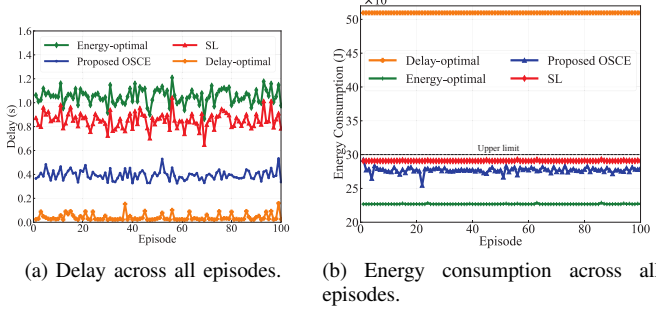 Energy-optimal
SL
Proposed OSCE
Delay-optimal
1.6
1.4
1.2
1.0
0.8
0.6
0.4
0.2
0.0
Delay (s)
0 20 40 60 80 100
Episode
(a) Delay across all episodes.
Delay-optimal
Proposed OSCE
Energy-optimal
SL
Upper limit
50
45
40
35
30
25
20
Energy Consumption (J)
0 20 40 60 80 100
Episode
(b) Energy consumption across all
episodes.